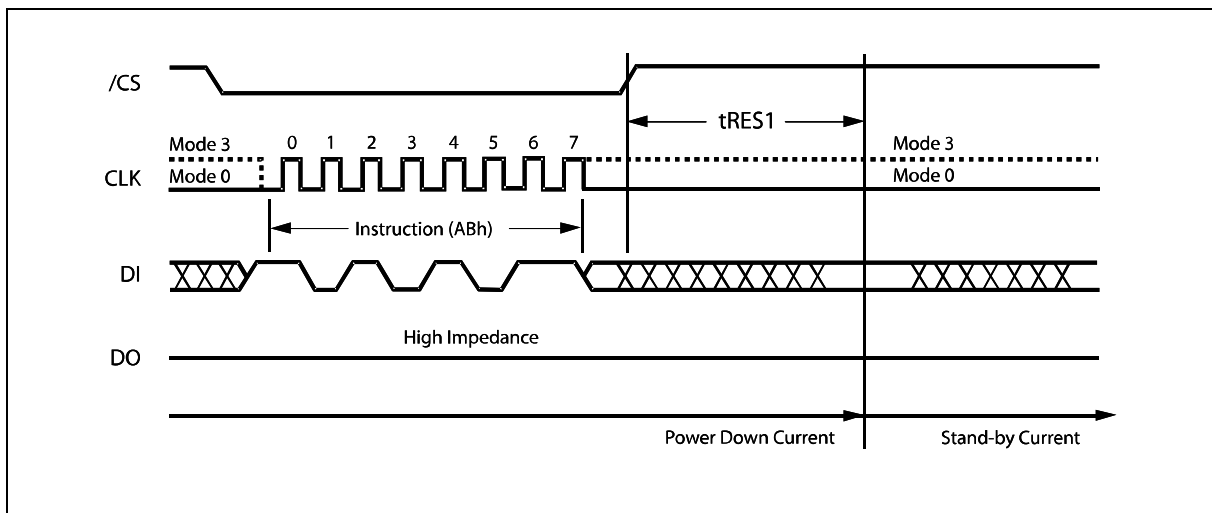 /CS
tRES1
Mode 3 0 1 2 3 4 5 6 7 Mode 3
CLK Mode 0 Mode 0
Instruction (ABh)
DI
High Impedance
DO
Power Down Current Stand-by Current